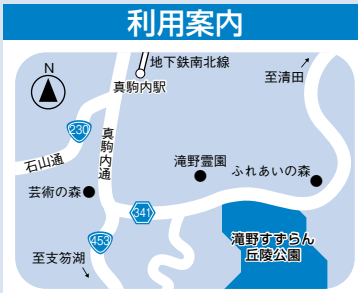 利用案内
N
地下鉄南北線
真駒内駅
至清田
230
真駒内通
石山通
滝野霊園
ふれあいの森
芸術の森
341
453
滝野すずらん
丘陵公園
至支笏湖